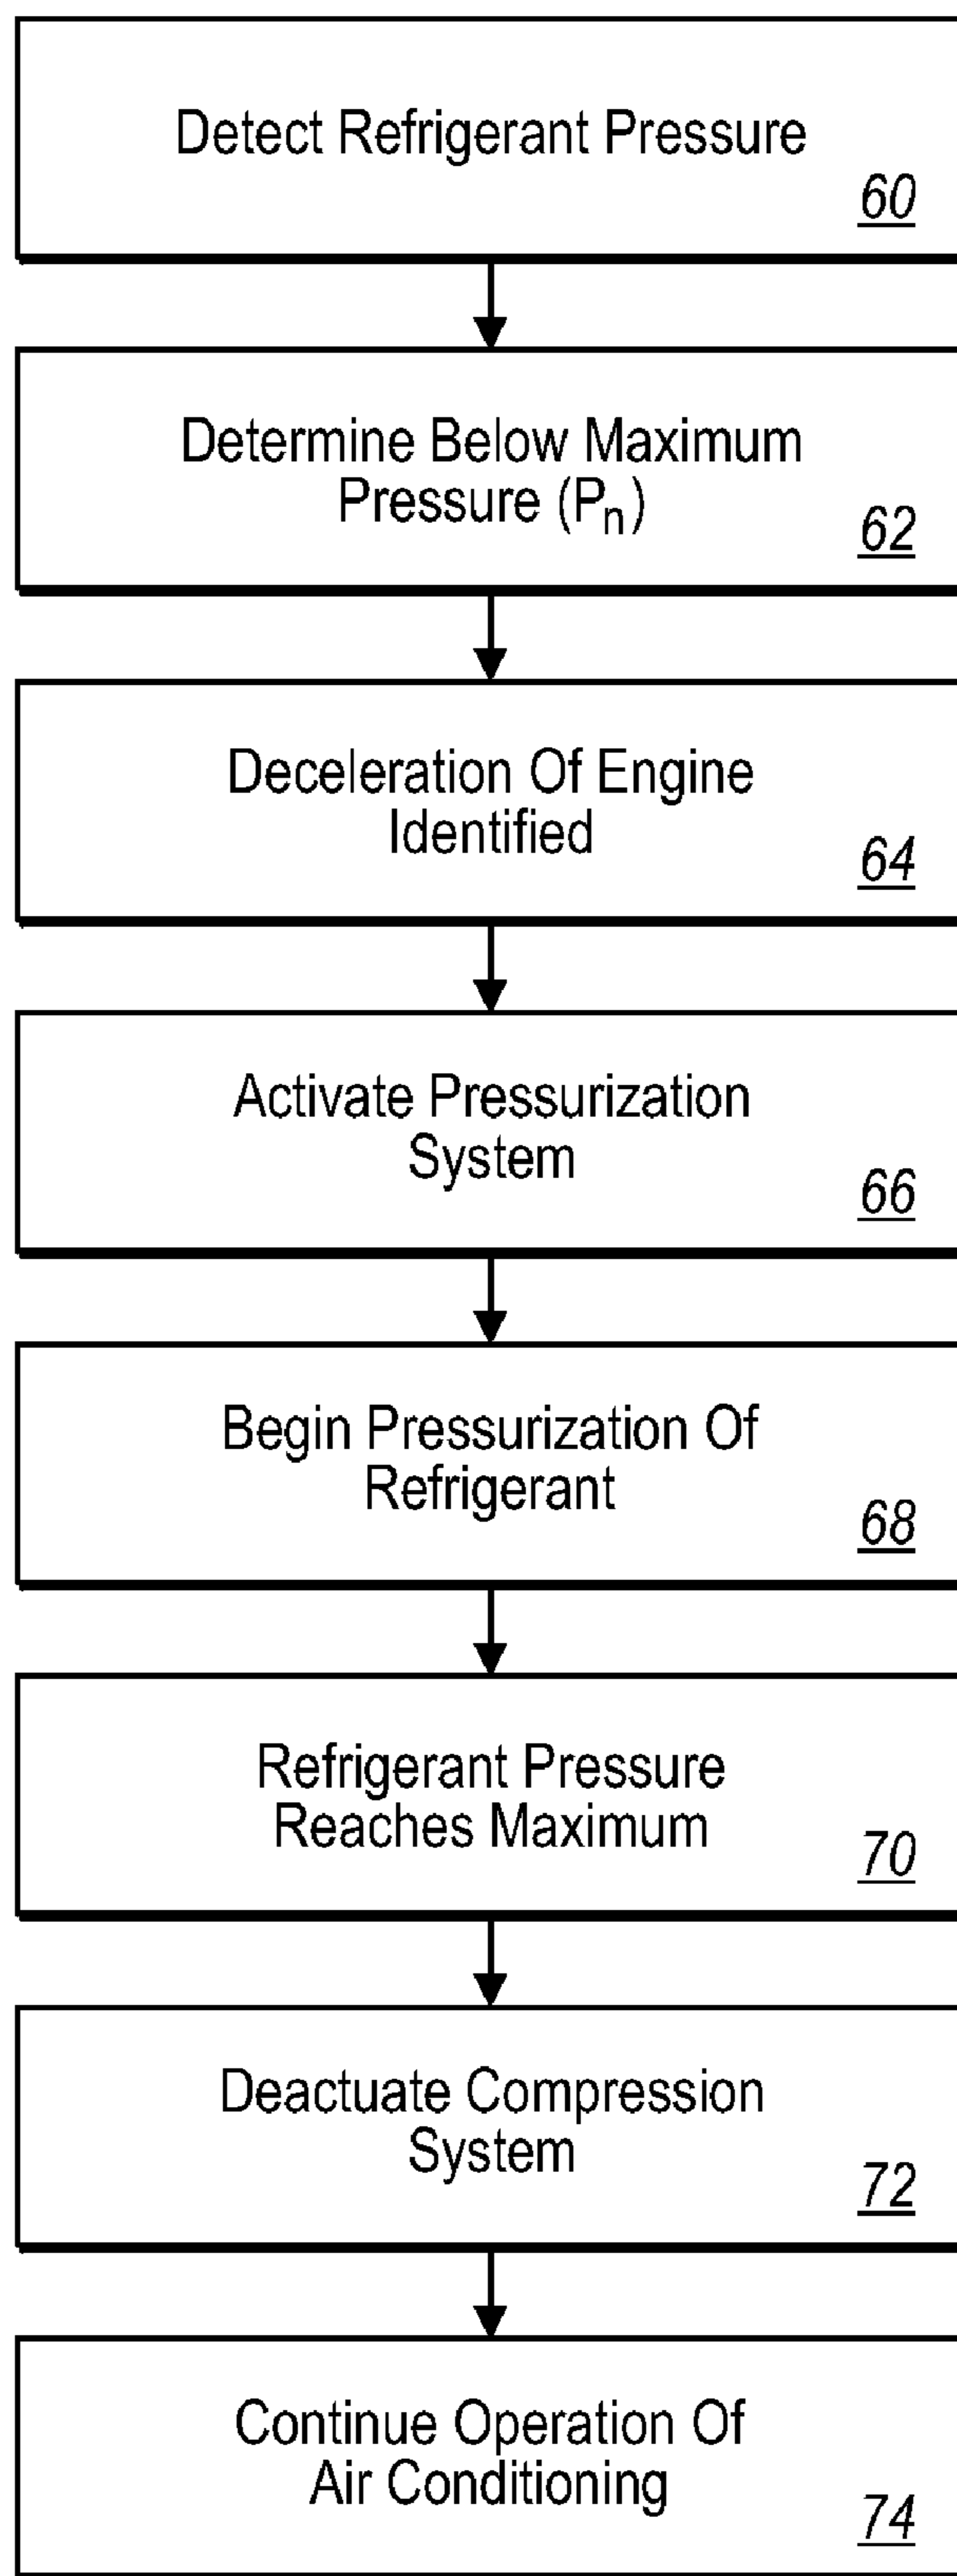 Detect Refrigerant Pressure
60
Determine Below Maximum
Pressure (Pn)
62
Deceleration Of Engine
Identified
64
Activate Pressurization
System
66
Begin Pressurization Of
Refrigerant
68
Refrigerant Pressure
Reaches Maximum
70
Deactuate Compression
System
72
Continue Operation Of
Air Conditioning
74